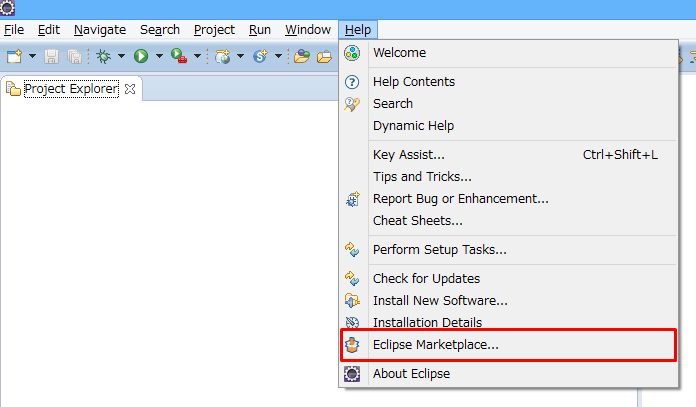 File Edit Navigate Search Project Run Window Help
Project Explorer
Welcome
Help Contents
Search
Dynamic Help
Key Assist... Ctrl+Shift+L
Tips and Tricks...
Report Bug or Enhancement...
Cheat Sheets...
Perform Setup Tasks...
Check for Updates
Install New Software...
Installation Details
Eclipse Marketplace...
About Eclipse